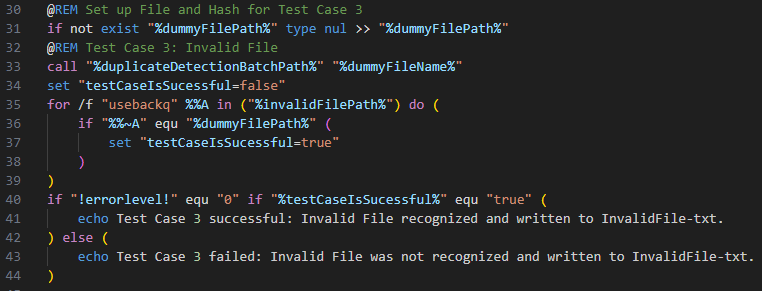 30 @REM Set up File and Hash for Test Case 3
31 if not exist "%dummyFilePath%" type nul >> "%dummyFilePath%"
32 @REM Test Case 3: Invalid File
33 call "%duplicateDetectionBatchPath%" "%dummyFileName%"
34 set "testCaseIsSucessful=false"
35 for /f "usebackq" %%A in ("%invalidFilePath%") do (
36     if "%%~A" equ "%dummyFilePath%" (
37         set "testCaseIsSucessful=true"
38     )
39 )
40 if "!errorlevel!" equ "0" if "%testCaseIsSucessful%" equ "true" (
41     echo Test Case 3 successful: Invalid File recognized and written to InvalidFile-txt.
42 ) else (
43     echo Test Case 3 failed: Invalid File was not recognized and written to InvalidFile-txt.
44 )